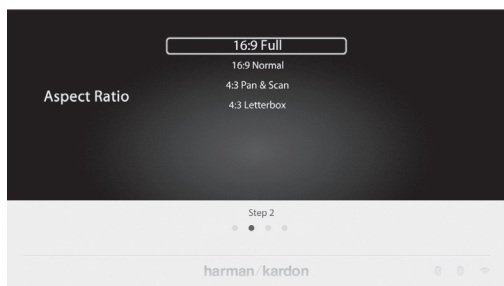 16:9 Full
16:9 Normal
4:3 Pan & Scan
4:3 Letterbox
Aspect Ratio
Step 2
harman/kardon